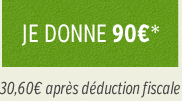 JE DONNE 90€*
30,60€ après déduction fiscale